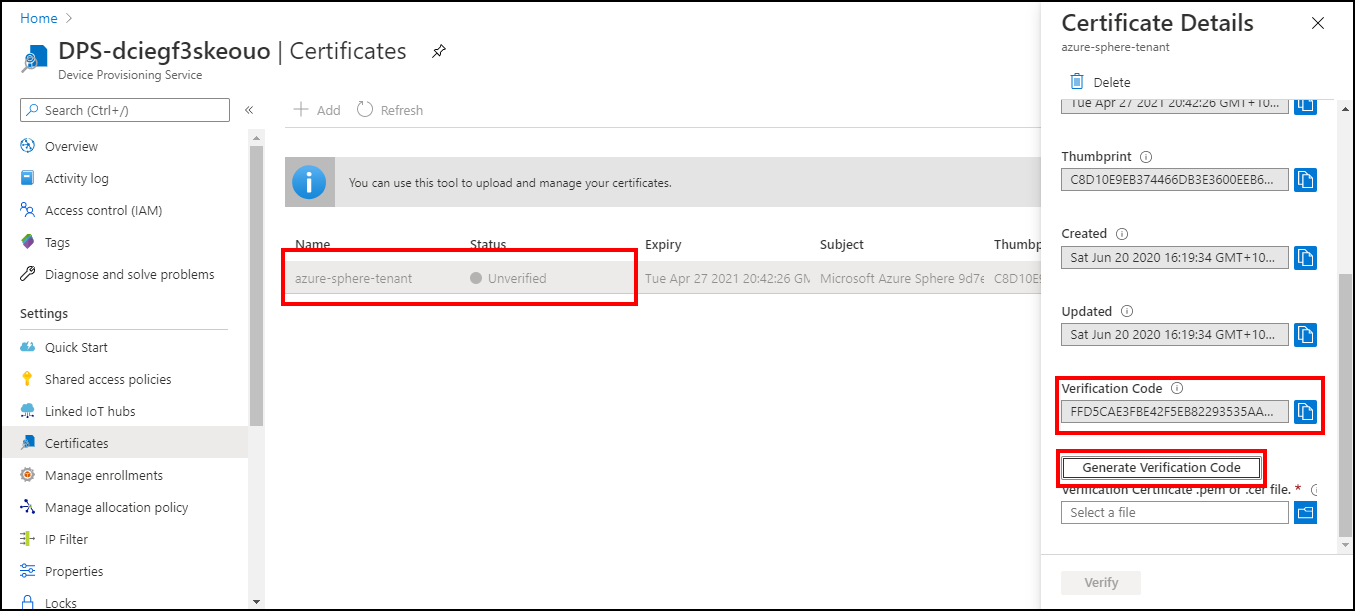 Home
DPS-dciegf3skeouo | Certificates
Device Provisioning Service
Search (Ctrl+/)
Overview
Activity log
Access control (IAM)
Tags
Diagnose and solve problems
Settings
Quick Start
Shared access policies
Linked IoT hubs
Certificates
Manage enrollments
Manage allocation policy
IP Filter
Properties
Locks
Add Refresh
You can use this tool to upload and manage your certificates.
Name Status Expiry Subject Thumbp
azure-sphere-tenant Unverified Tue Apr 27 2021 20:42:26 GM Microsoft Azure Sphere 9d7e C8D10E9
Certificate Details
azure-sphere-tenant
Delete
Tue Apr 27 2021 20:42:26 GMT+10...
Thumbprint
C8D10E9EB374466DB3E3600EEB6...
Created
Sat Jun 20 2020 16:19:34 GMT+10...
Updated
Sat Jun 20 2020 16:19:34 GMT+10...
Verification Code
FFD5CAE3FBE42F5EB82293535AA...
Generate Verification Code
Verification Certificate .pem or .cer file. *
Select a file
Verify